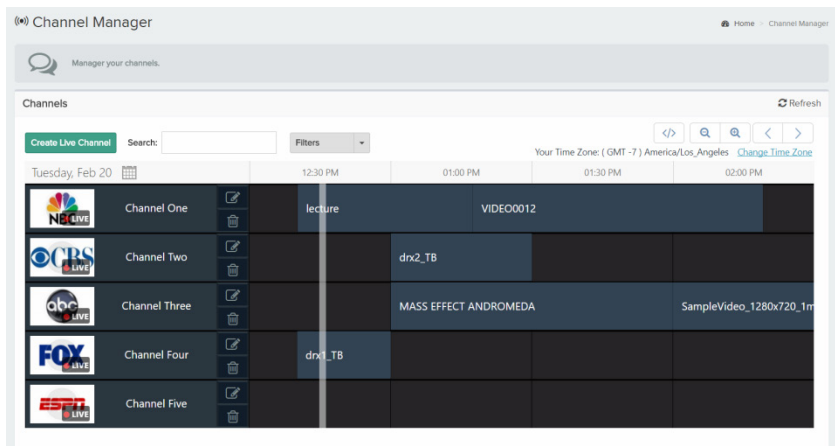 Channel Manager
Home > Channel Manager
Manager your channels.
Channels
Refresh
Create Live Channel Search: Filters
</>
Your Time Zone: ( GMT -7 ) America/Los_Angeles Change Time Zone
Tuesday, Feb 20 12:30 PM 01:00 PM 01:30 PM 02:00 PM
NBC LIVE Channel One lecture VIDEO0012
CBS LIVE Channel Two drx2_TB
abc LIVE Channel Three MASS EFFECT ANDROMEDA SampleVideo_1280x720_1m
FOX LIVE Channel Four drx1_TB
ESPN LIVE Channel Five